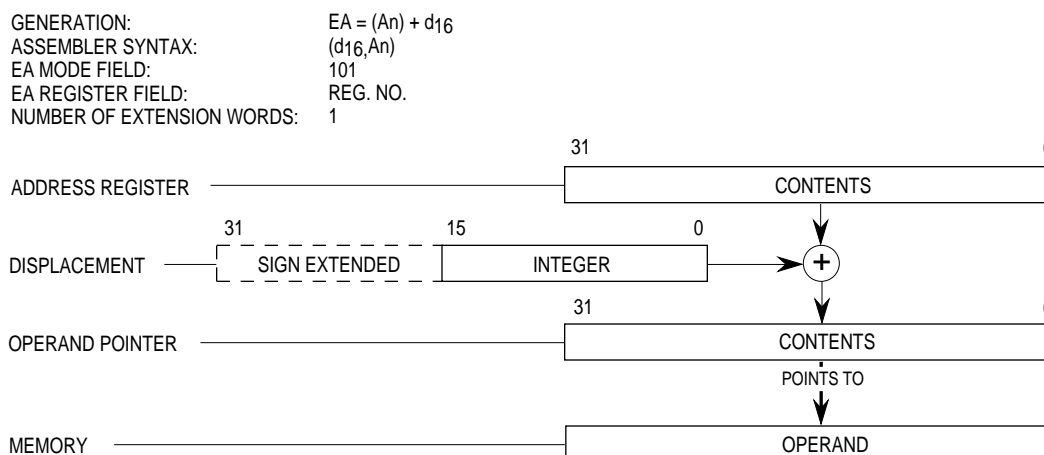 GENERATION: EA = (An) + d16
ASSEMBLER SYNTAX: (d16,An)
EA MODE FIELD: 101
EA REGISTER FIELD: REG. NO.
NUMBER OF EXTENSION WORDS: 1
31
ADDRESS REGISTER CONTENTS
31 15 0
DISPLACEMENT SIGN EXTENDED INTEGER +
31
OPERAND POINTER CONTENTS
POINTS TO
MEMORY OPERAND